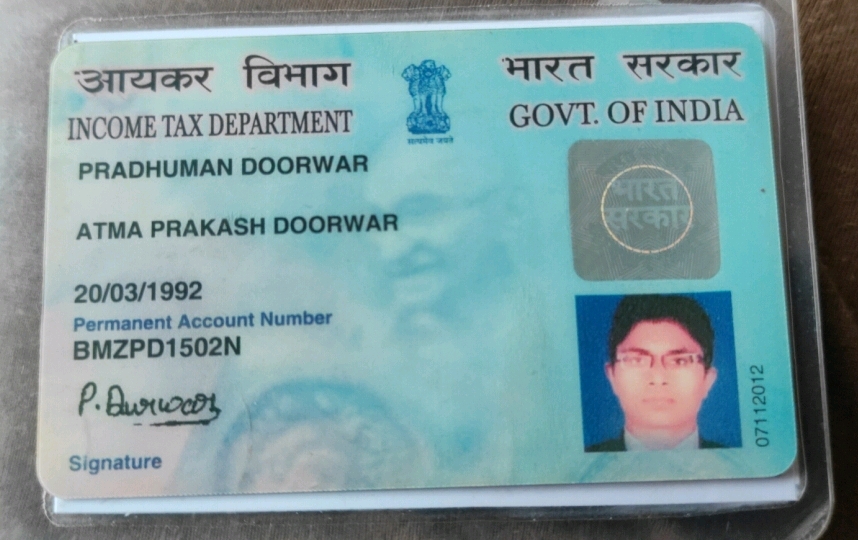 आयकर विभाग
भारत सरकार
INCOME TAX DEPARTMENT
GOVT. OF INDIA
सत्यमेव जयते
PRADHUMAN DOORWAR
ATMA PRAKASH DOORWAR
भारत
सरकार
20/03/1992
Permanent Account Number
BMZPD1502N
P. Durwar
Signature
07112012